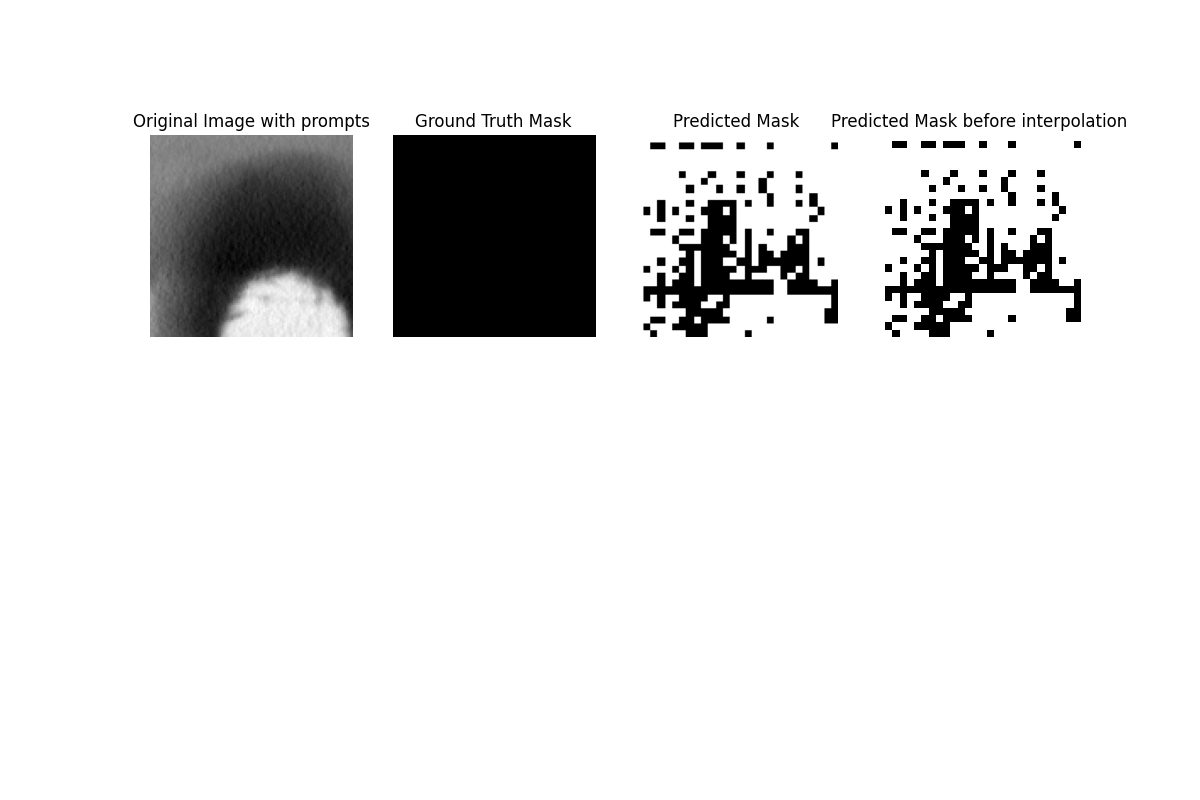 Original Image with prompts
Ground Truth Mask
Predicted Mask
Predicted Mask before interpolation